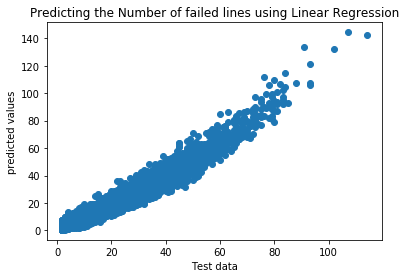 Predicting the Number of failed lines using Linear Regression
predicted values
140
120
100
80
60
40
20
0
0 20 40 60 80 100 120
Test data